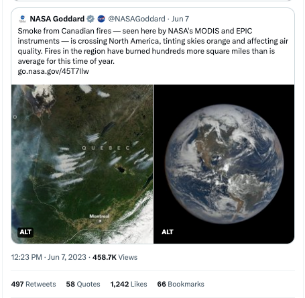 NASA Goddard @NASAGoddard · Jun 7
Smoke from Canadian fires — seen here by NASA's MODIS and EPIC
instruments — is crossing North America, tinting skies orange and affecting air
quality. Fires in the region have burned hundreds more square miles than is
average for this time of year.
go.nasa.gov/45T7Ilw
QUEBEC
Montreal
ALT
ALT
12:23 PM · Jun 7, 2023 · 458.7K Views
497 Retweets 58 Quotes 1,242 Likes 66 Bookmarks